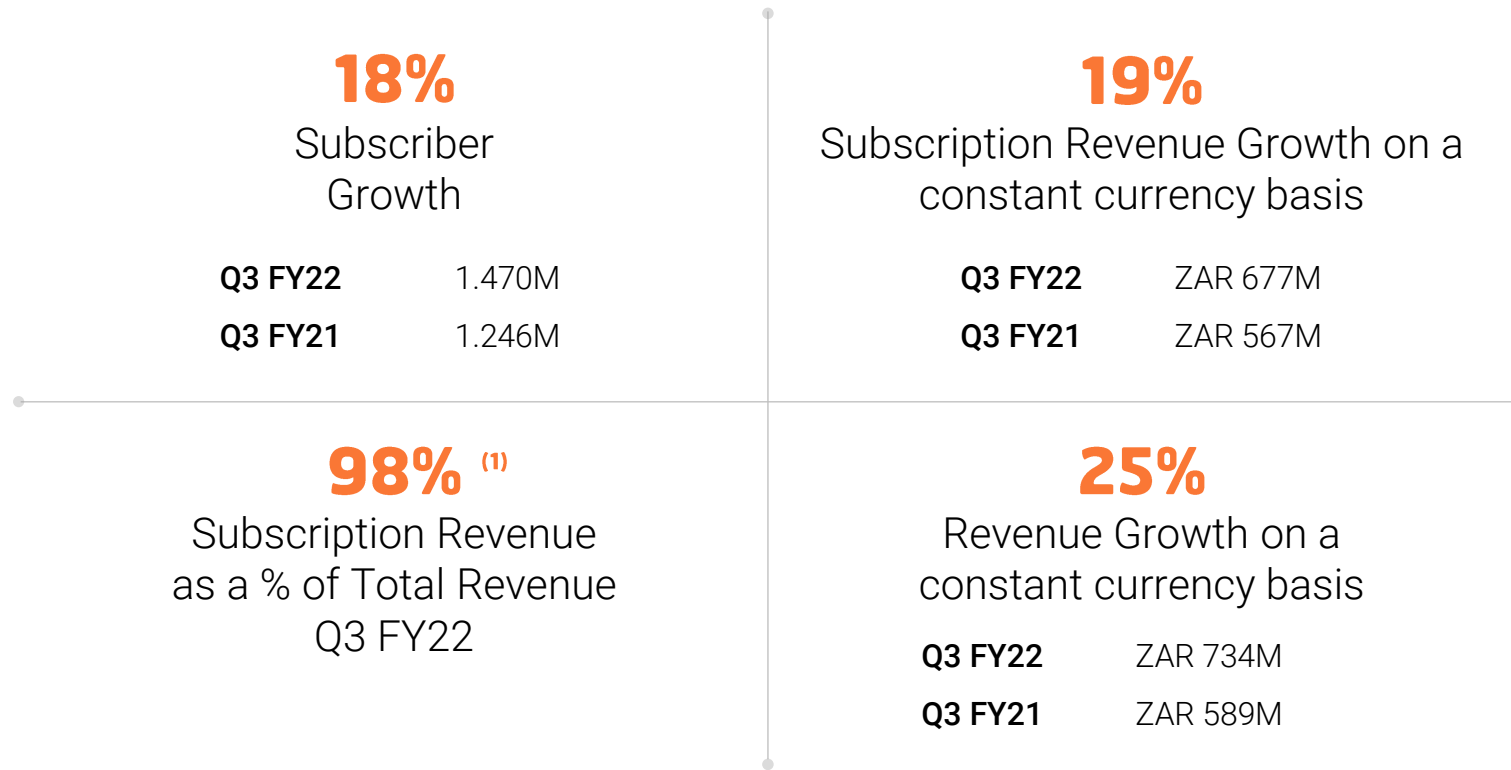 18%
Subscriber
Growth
Q3 FY22 1.470M
Q3 FY21 1.246M
19%
Subscription Revenue Growth on a
constant currency basis
Q3 FY22 ZAR 677M
Q3 FY21 ZAR 567M
98% (1)
Subscription Revenue
as a % of Total Revenue
Q3 FY22
25%
Revenue Growth on a
constant currency basis
Q3 FY22 ZAR 734M
Q3 FY21 ZAR 589M